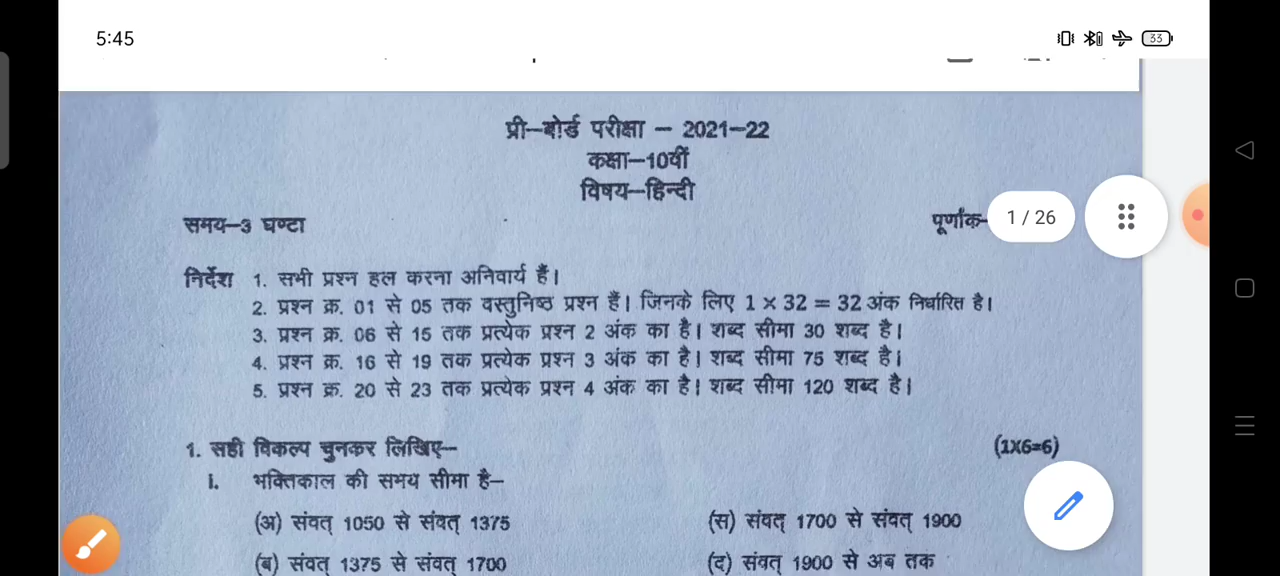 5:45
33
प्री–बोर्ड परीक्षा – 2021–22
कक्षा–10वीं
विषय–हिन्दी
समय–3 घण्टा
पूर्णांक–
1 / 26
निर्देश 1. सभी प्रश्न हल करना अनिवार्य हैं।
2. प्रश्न क्र. 01 से 05 तक वस्तुनिष्ठ प्रश्न हैं। जिनके लिए 1 × 32 = 32 अंक निर्धारित है।
3. प्रश्न क्र. 06 से 15 तक प्रत्येक प्रश्न 2 अंक का है। शब्द सीमा 30 शब्द है।
4. प्रश्न क्र. 16 से 19 तक प्रत्येक प्रश्न 3 अंक का है। शब्द सीमा 75 शब्द है।
5. प्रश्न क्र. 20 से 23 तक प्रत्येक प्रश्न 4 अंक का है। शब्द सीमा 120 शब्द है।
1. सही विकल्प चुनकर लिखिए– (1X6=6)
i. भक्तिकाल की समय सीमा है–
(अ) संवत् 1050 से संवत् 1375 (स) संवत् 1700 से संवत् 1900
(ब) संवत् 1375 से संवत् 1700 (द) संवत् 1900 से अब तक